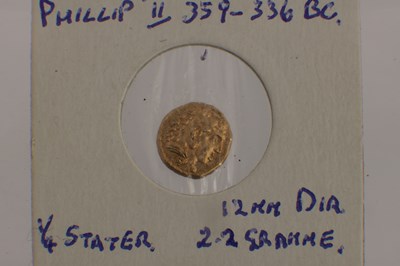 PHILLIP II 359-336 BC.
12MM DIA
1/4 STATER. 2.2 GRAMME.